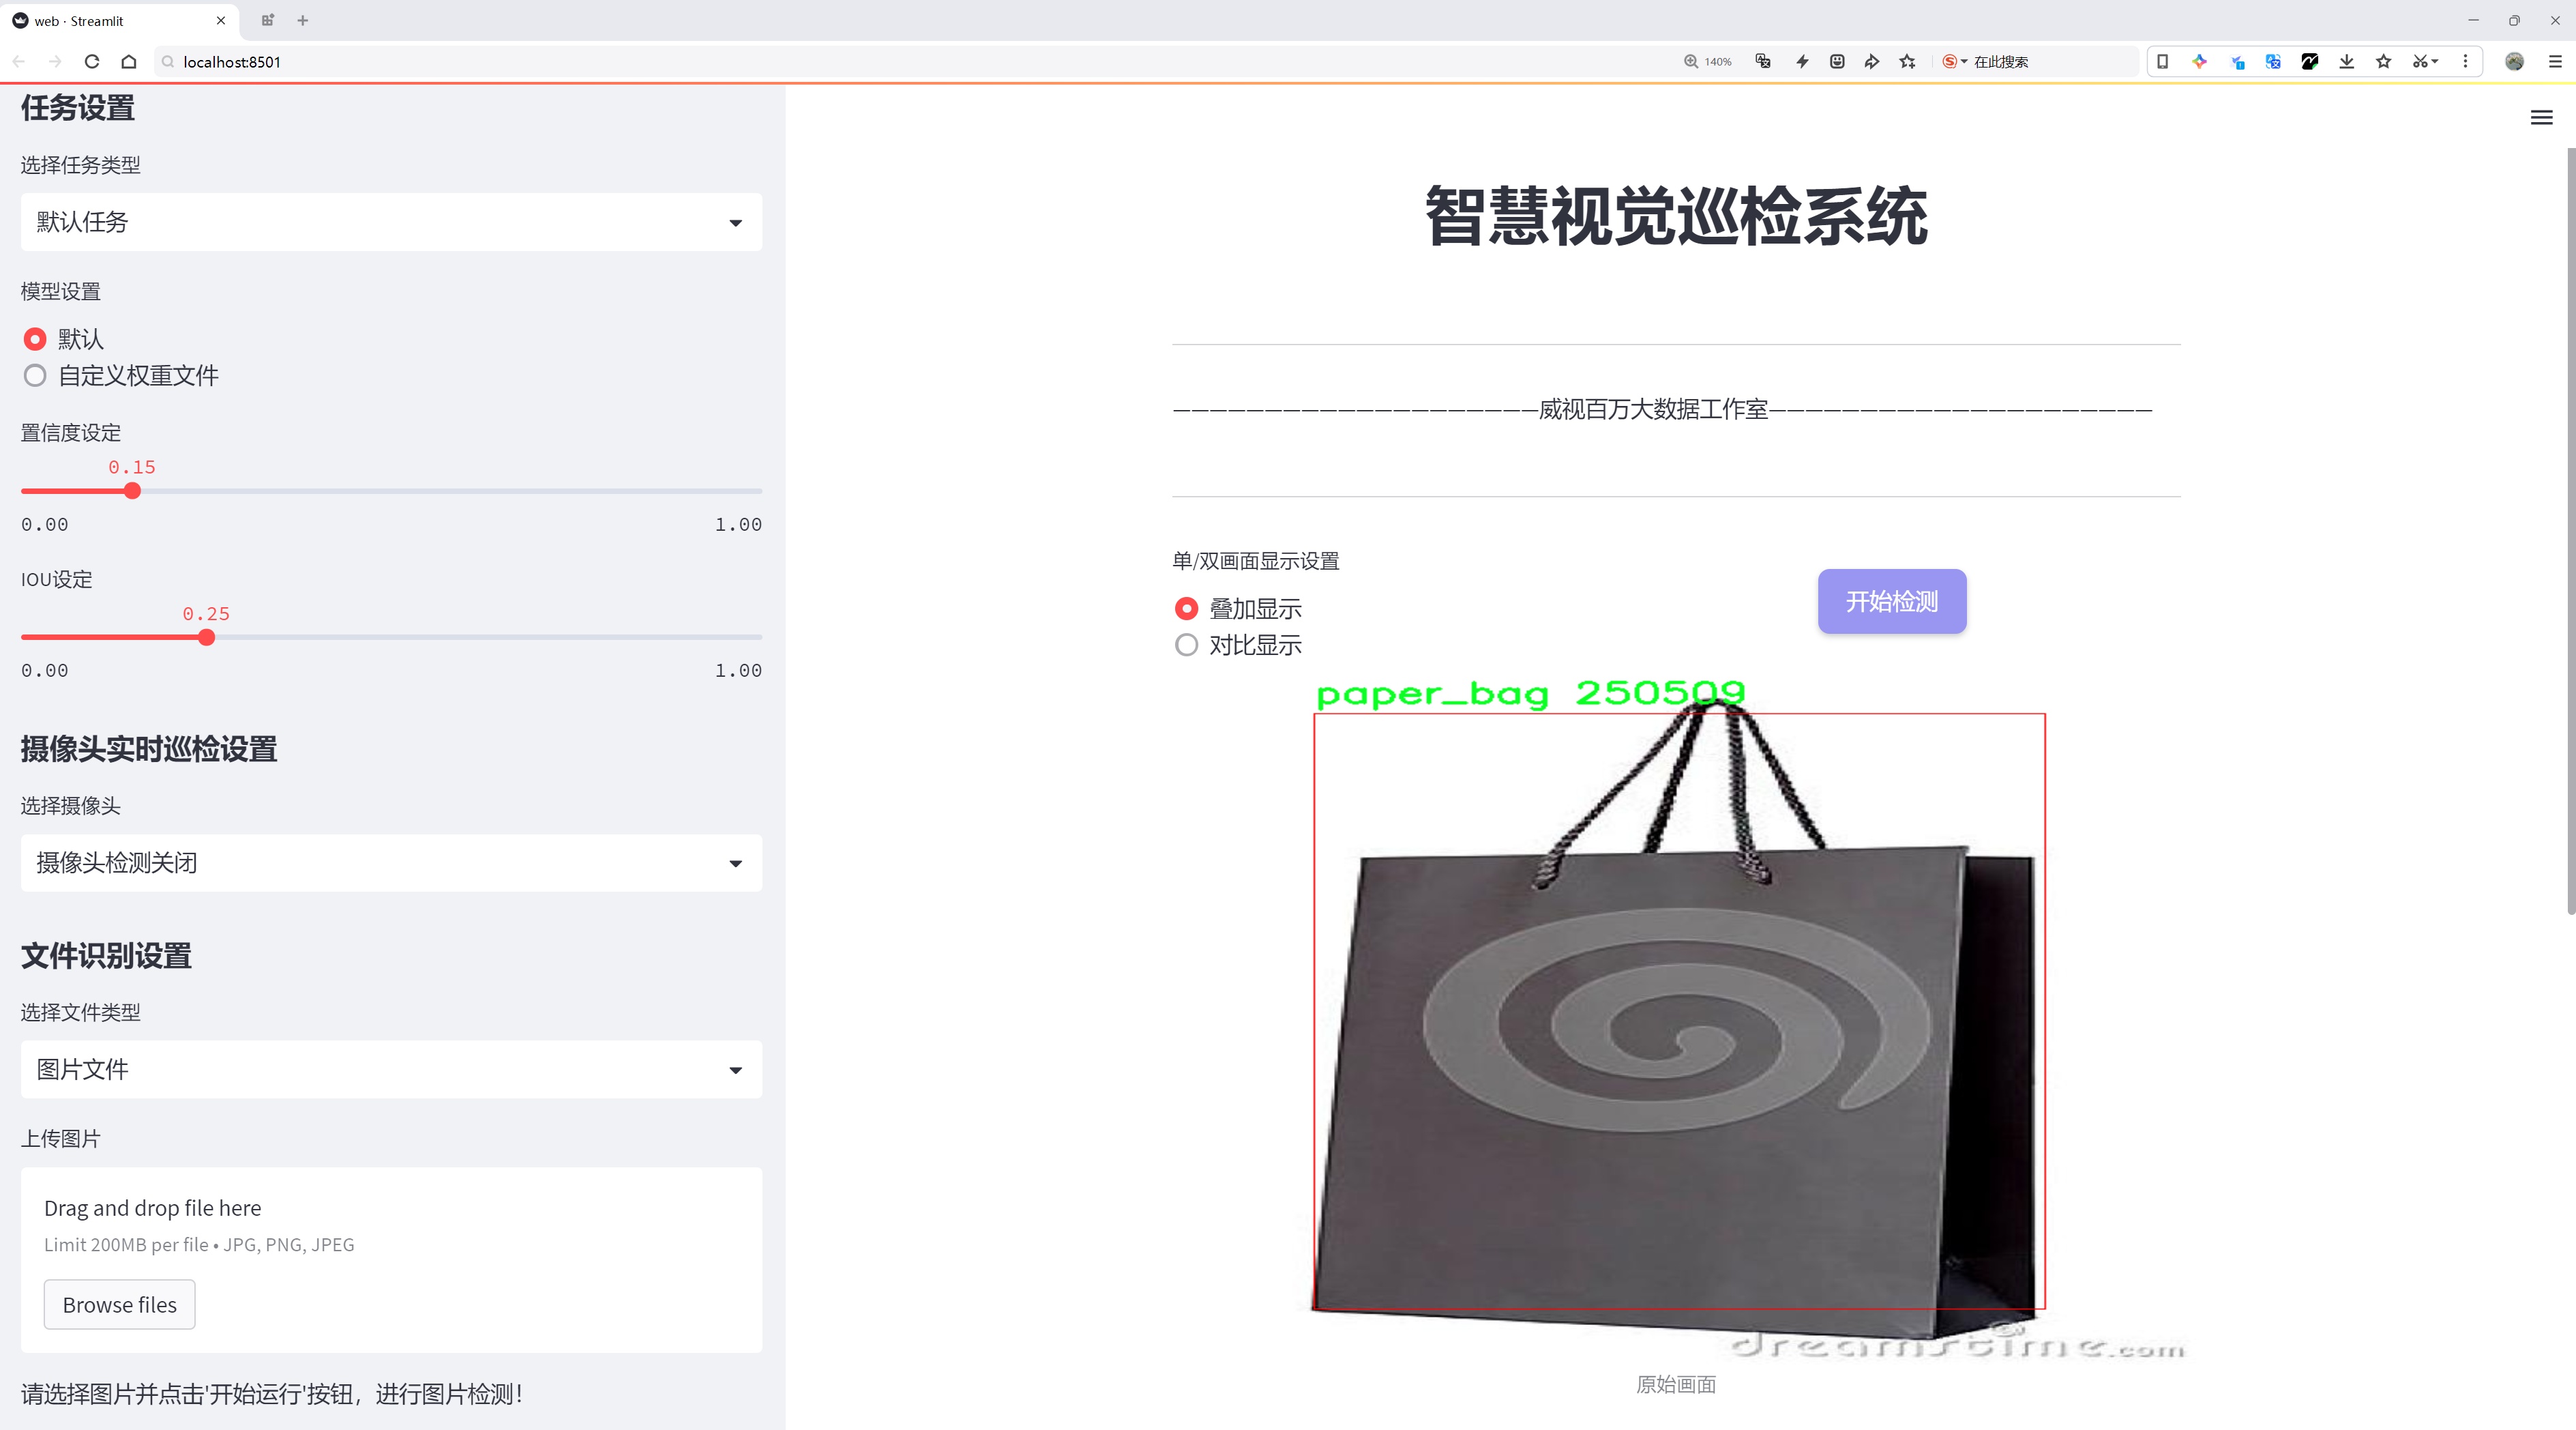 web · Streamlit
localhost:8501
140%
在此搜索
任务设置
选择任务类型
默认任务
模型设置
默认
自定义权重文件
置信度设定
0.15
0.00
1.00
IOU设定
0.25
0.00
1.00
摄像头实时巡检设置
选择摄像头
摄像头检测关闭
文件识别设置
选择文件类型
图片文件
上传图片
Drag and drop file here
Limit 200MB per file • JPG, PNG, JPEG
Browse files
请选择图片并点击'开始运行'按钮，进行图片检测！
智慧视觉巡检系统
————————————————————威视百万大数据工作室—————————————————————
单/双画面显示设置
叠加显示
对比显示
开始检测
paper_bag 250509
dreamstime.com
原始画面